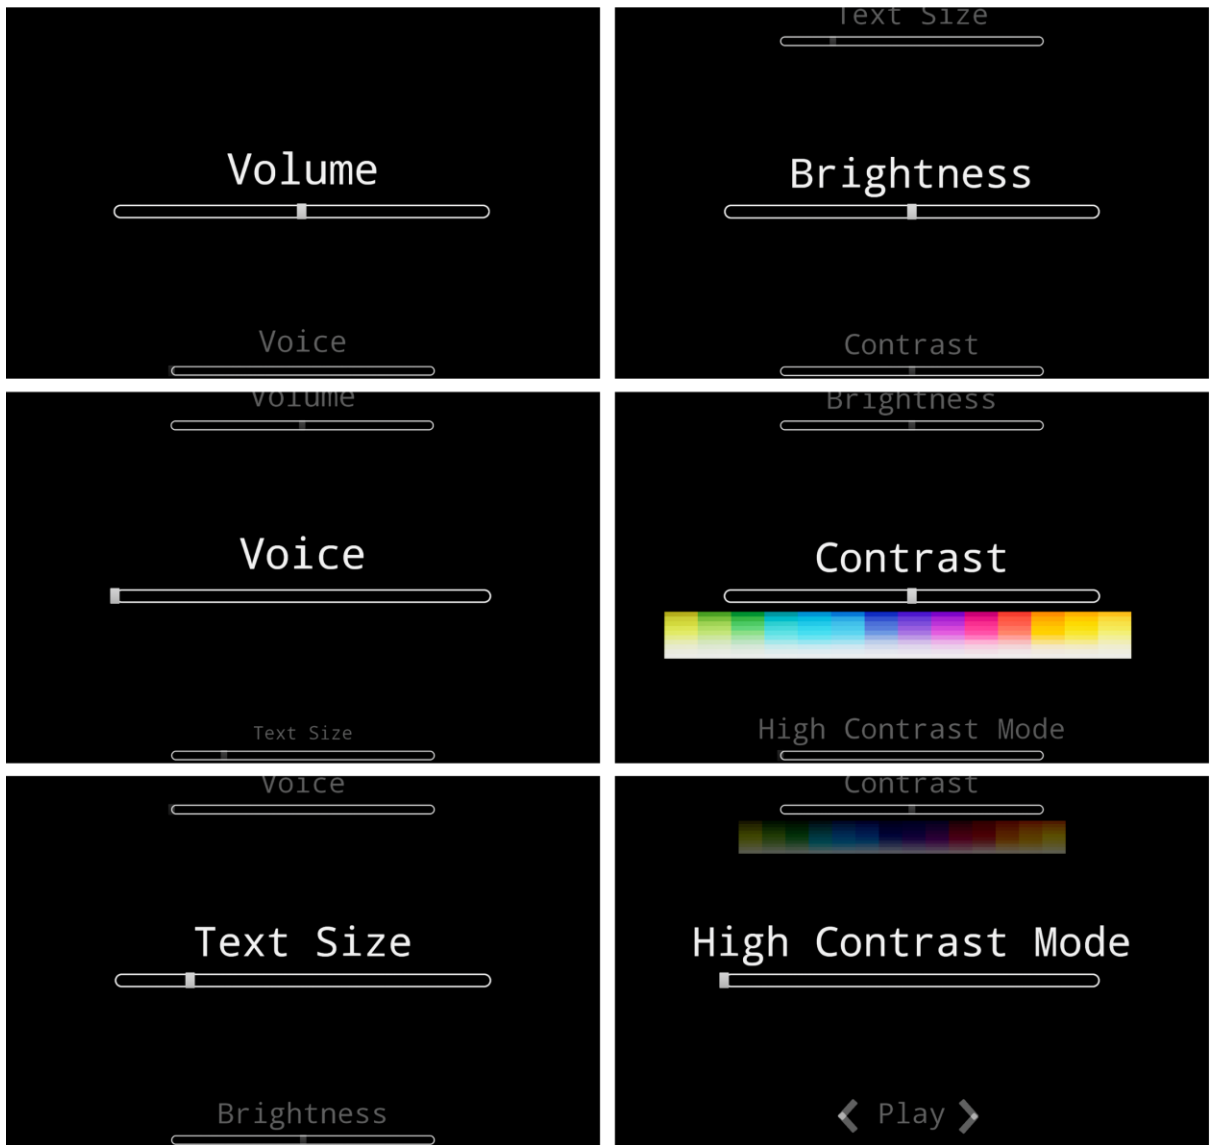 Volume
Voice
Volume
Voice
Text Size
Voice
Text Size
Brightness
Text Size
Brightness
Contrast
Brightness
Contrast
High Contrast Mode
Contrast
High Contrast Mode
Play